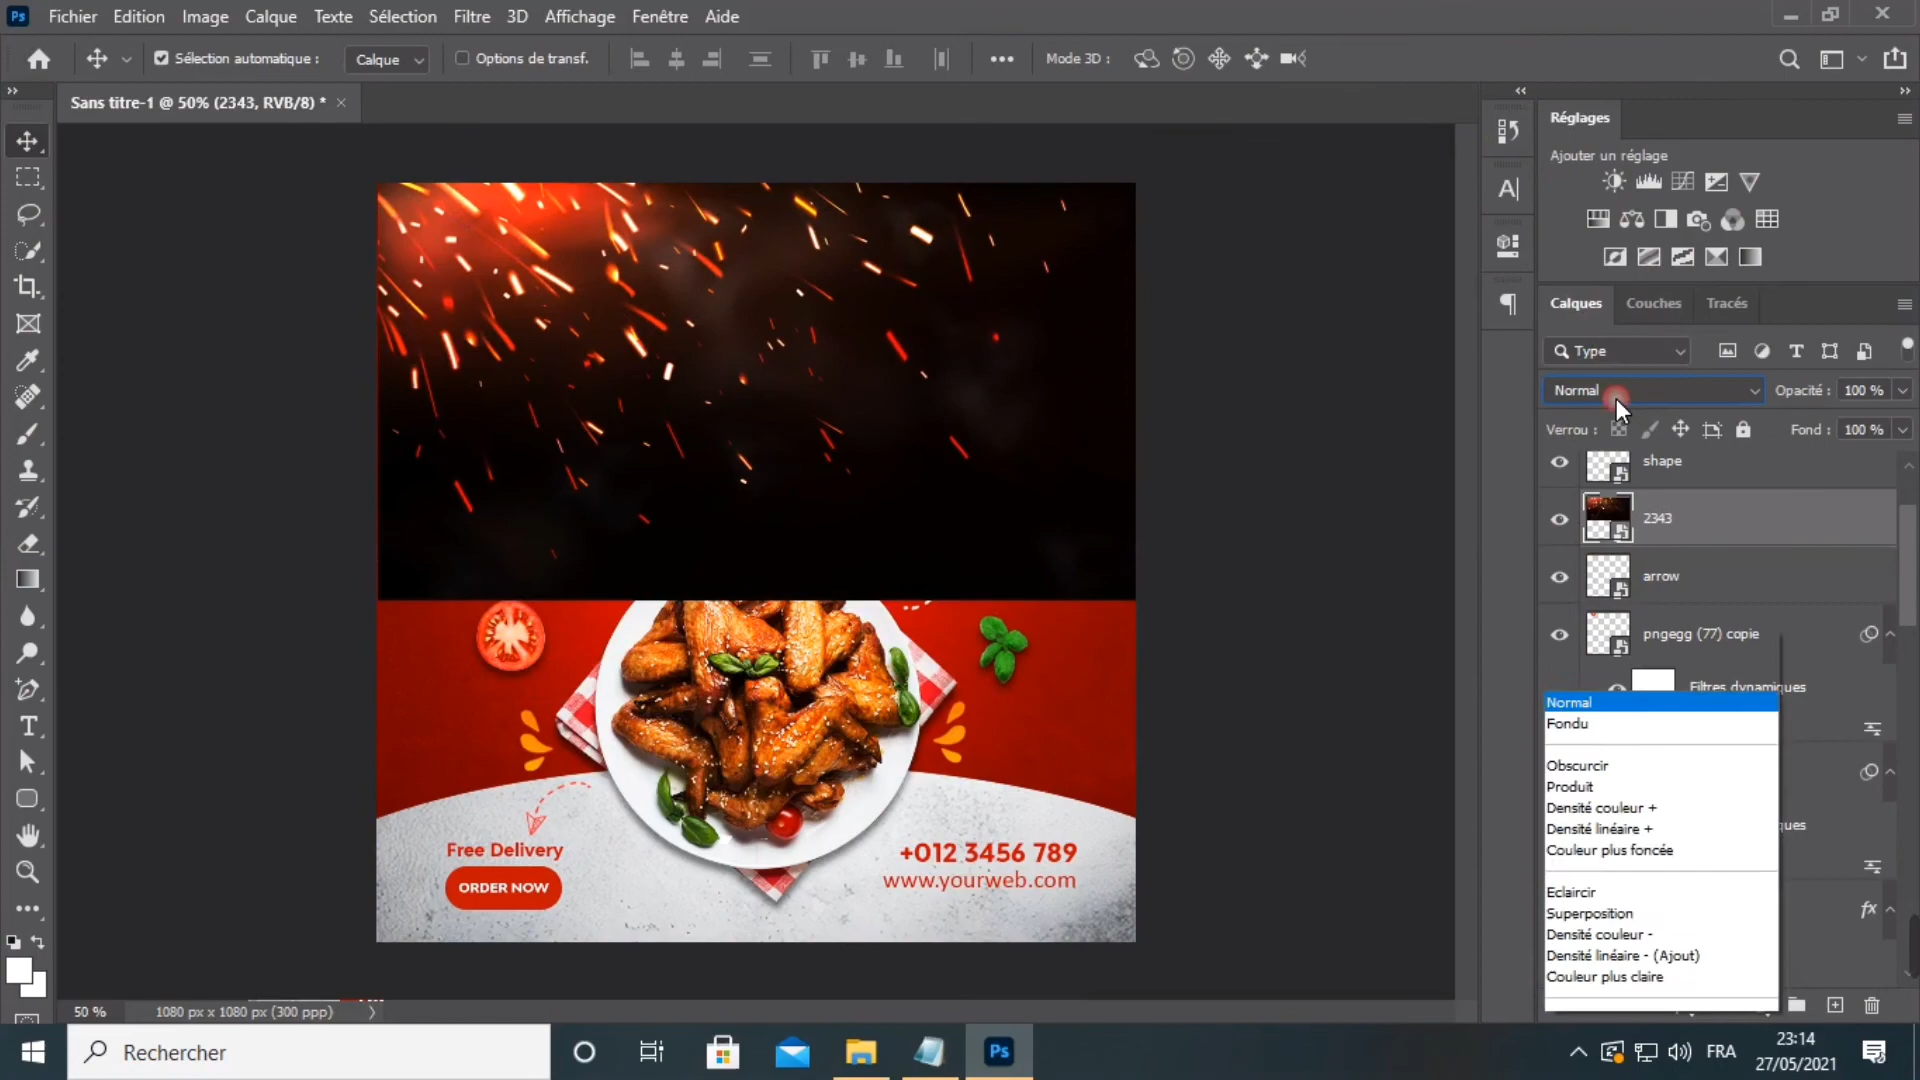 Ps Fichier Edition Image Calque Texte Sélection Filtre 3D Affichage Fenêtre Aide
Sélection automatique : Calque Options de transf. Mode 3D :
Sans titre-1 @ 50% (2343, RVB/8) *
Réglages
Ajouter un réglage
Calques Couches Tracés
Type
Normal Opacité : 100 %
Verrou : Fond : 100 %
shape
2343
arrow
pngegg (77) copie
Filtres dynamiques
Normal
Fondu
Obscurcir
Produit
Densité couleur +
ques
Densité linéaire +
Couleur plus foncée
Eclaircir
fx
Superposition
Densité couleur -
Densité linéaire - (Ajout)
Couleur plus claire
Free Delivery
ORDER NOW
+012 3456 789
www.yourweb.com
50 % 1080 px x 1080 px (300 ppp)
Rechercher
Ps
FRA
23:14
27/05/2021